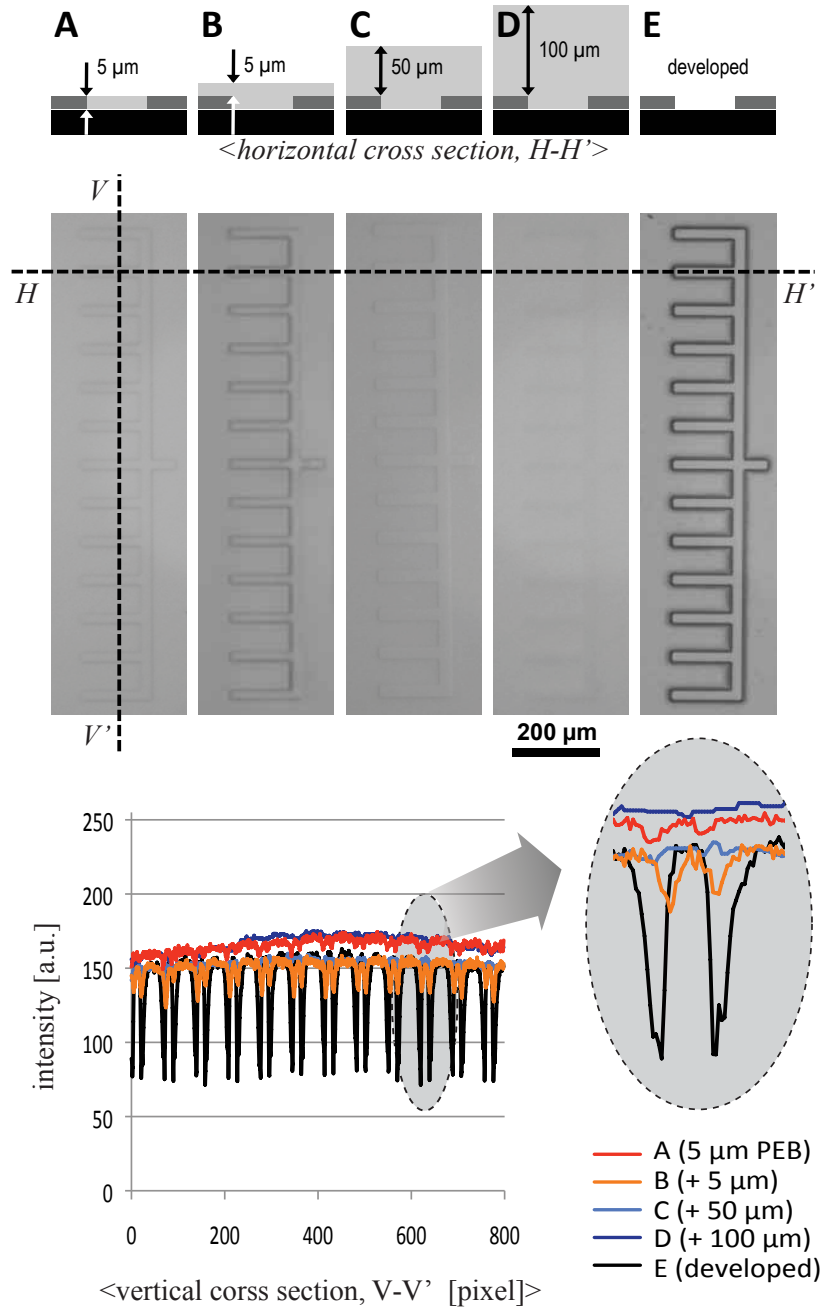 A B C D E
5 µm
5 µm
50 µm
100 µm
developed
<horizontal cross section, H-H’>
V
H
H’
V’
200 µm
250
200
150
100
50
0
intensity [a.u.]
0 200 400 600 800
<vertical corss section, V-V’ [pixel]>
A (5 µm PEB)
B (+ 5 µm)
C (+ 50 µm)
D (+ 100 µm)
E (developed)